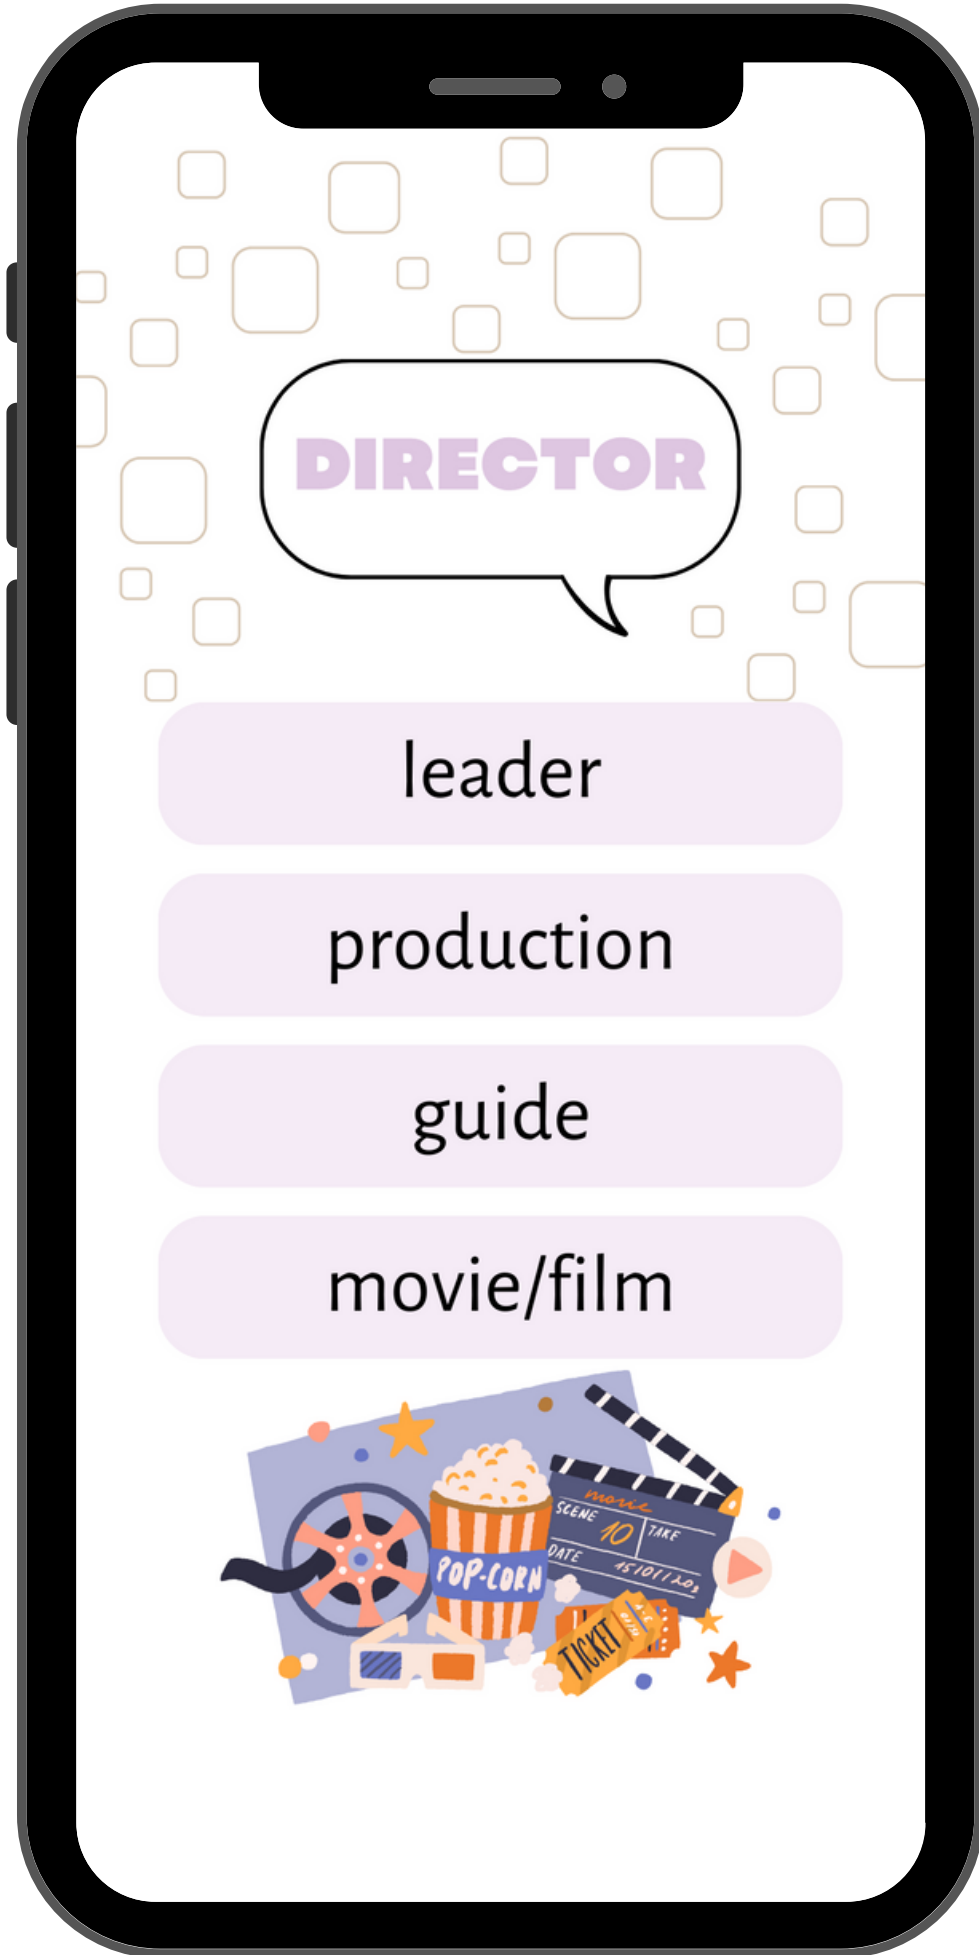 DIRECTOR
leader
production
guide
movie/film
movie
SCENE
10
TAKE
DATE
POP-CORN
TICKET